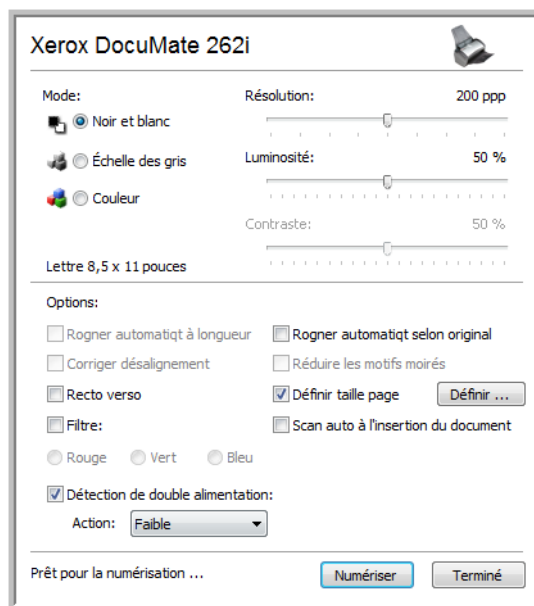 Xerox DocuMate 262i
Mode:
Noir et blanc
Échelle des gris
Couleur
Lettre 8,5 x 11 pouces
Résolution: 200 ppp
Luminosité: 50 %
Contraste: 50 %
Options:
Rogner automatiqt à longueur
Rogner automatiqt selon original
Corriger désalignement
Réduire les motifs moirés
Recto verso
Définir taille page
Définir ...
Filtre:
Scan auto à l'insertion du document
Rouge Vert Bleu
Détection de double alimentation:
Action: Faible
Prêt pour la numérisation ...
Numériser
Terminé